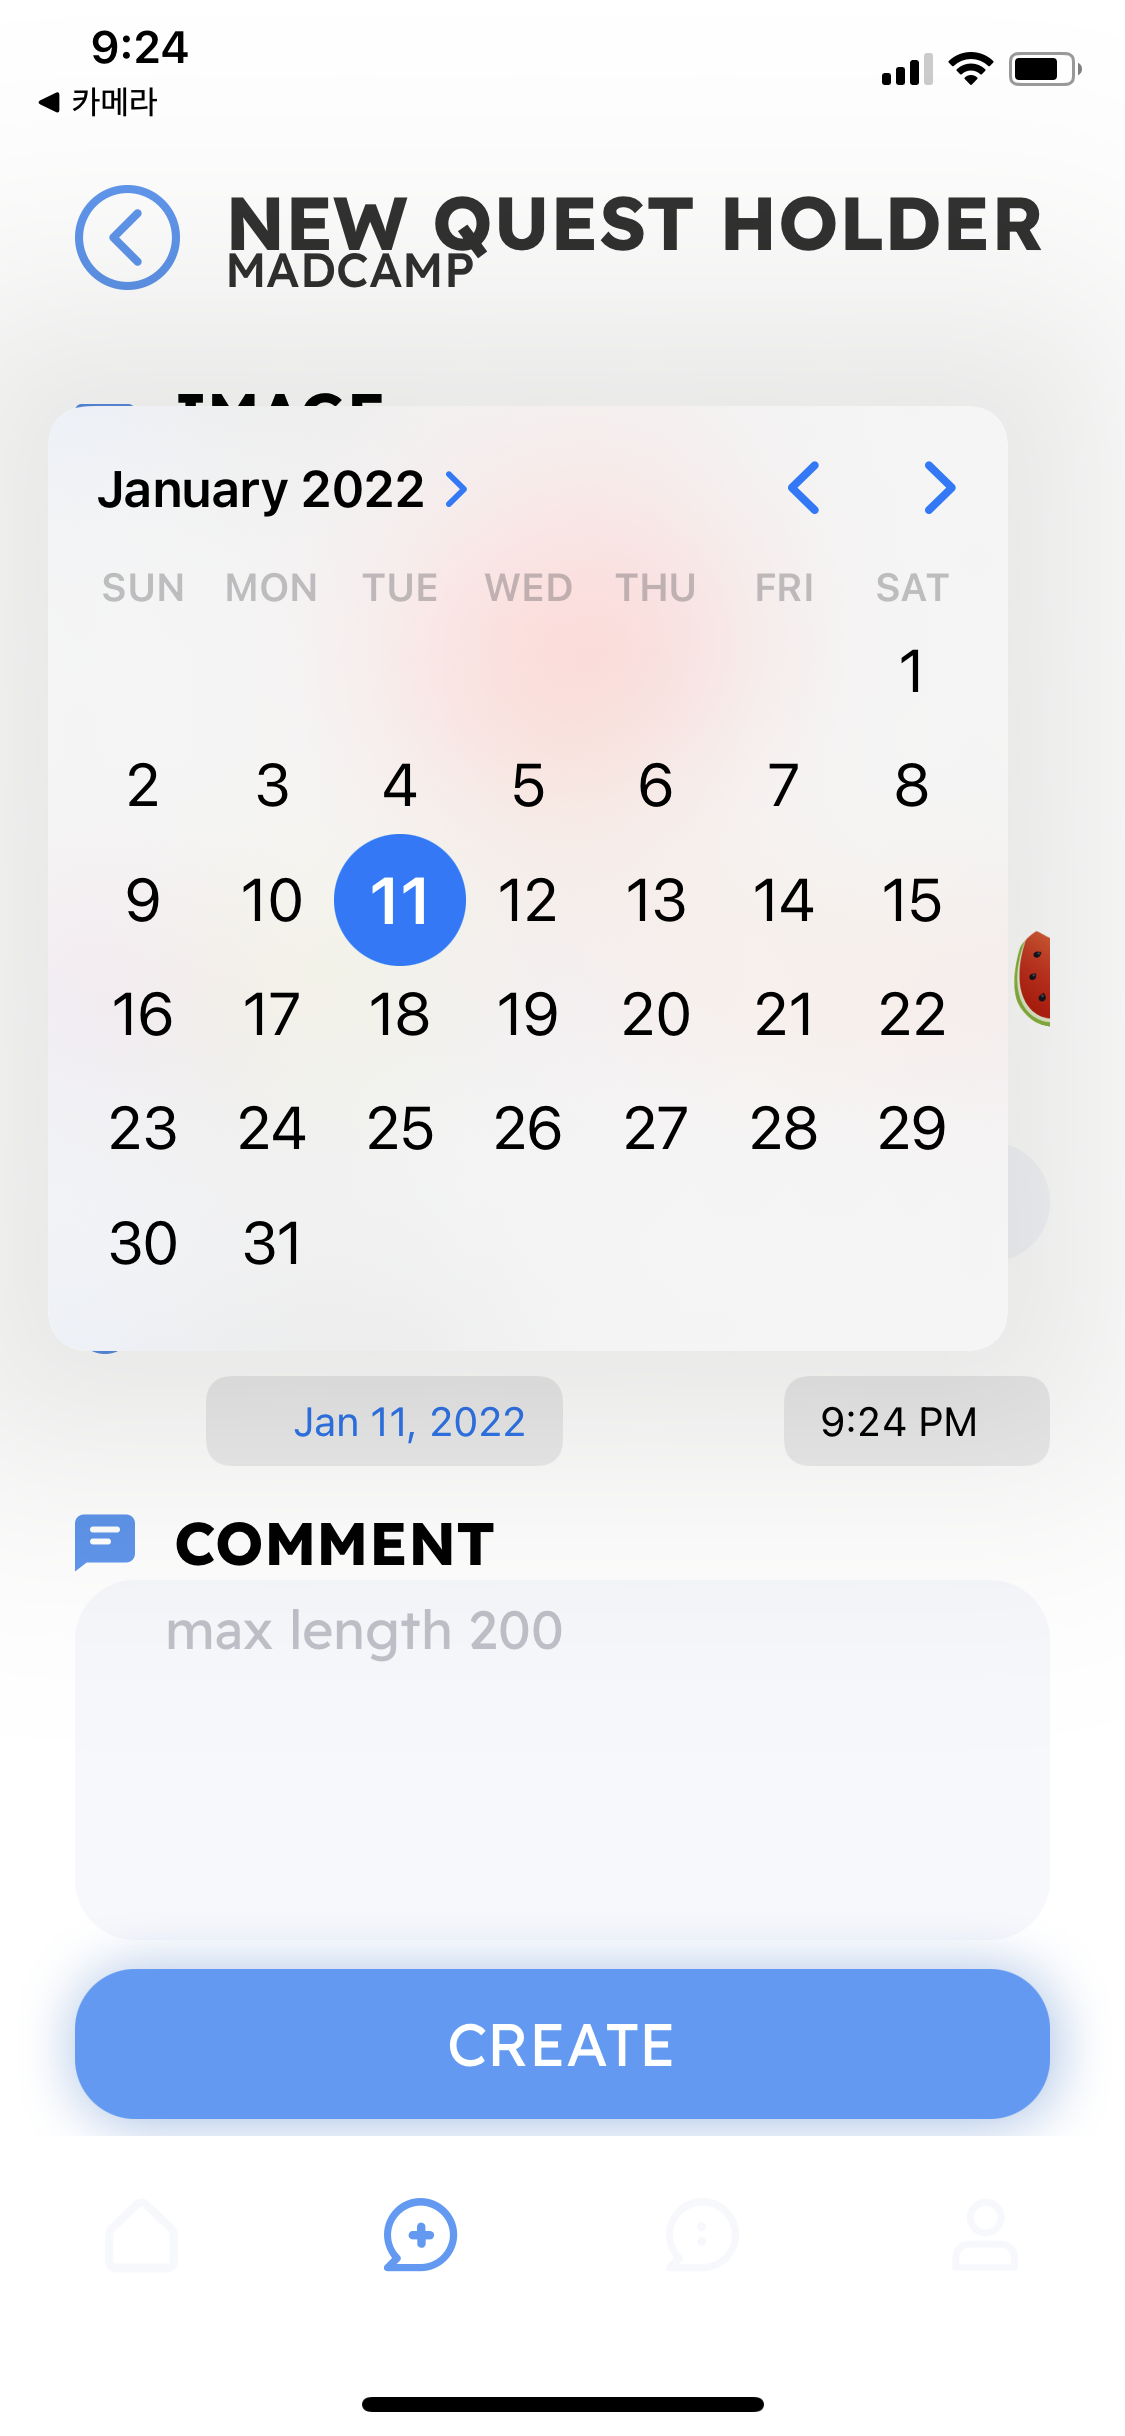 9:24
카메라
NEW QUEST HOLDER
MADCAMP
IMAGE
January 2022
SUN MON TUE WED THU FRI SAT
1
2 3 4 5 6 7 8
9 10 11 12 13 14 15
16 17 18 19 20 21 22
23 24 25 26 27 28 29
30 31
Jan 11, 2022 9:24 PM
COMMENT
max length 200
CREATE